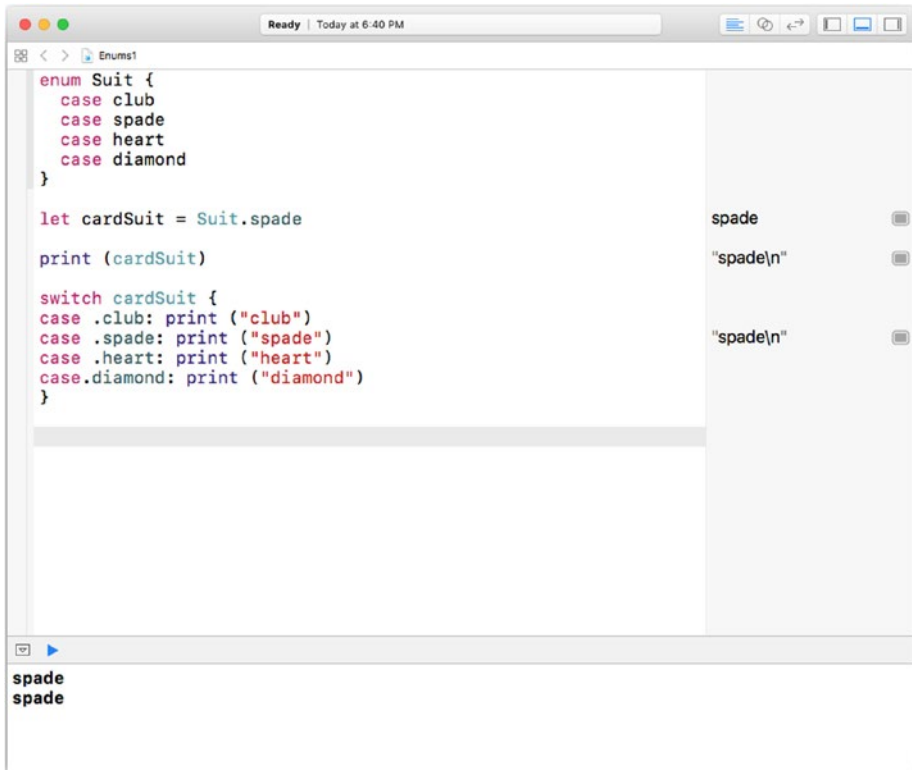 Ready | Today at 6:40 PM
Enums1
enum Suit {
  case club
  case spade
  case heart
  case diamond
}
let cardSuit = Suit.spade
spade
print (cardSuit)
"spade\n"
switch cardSuit {
case .club: print ("club")
case .spade: print ("spade")
"spade\n"
case .heart: print ("heart")
case.diamond: print ("diamond")
}
spade
spade